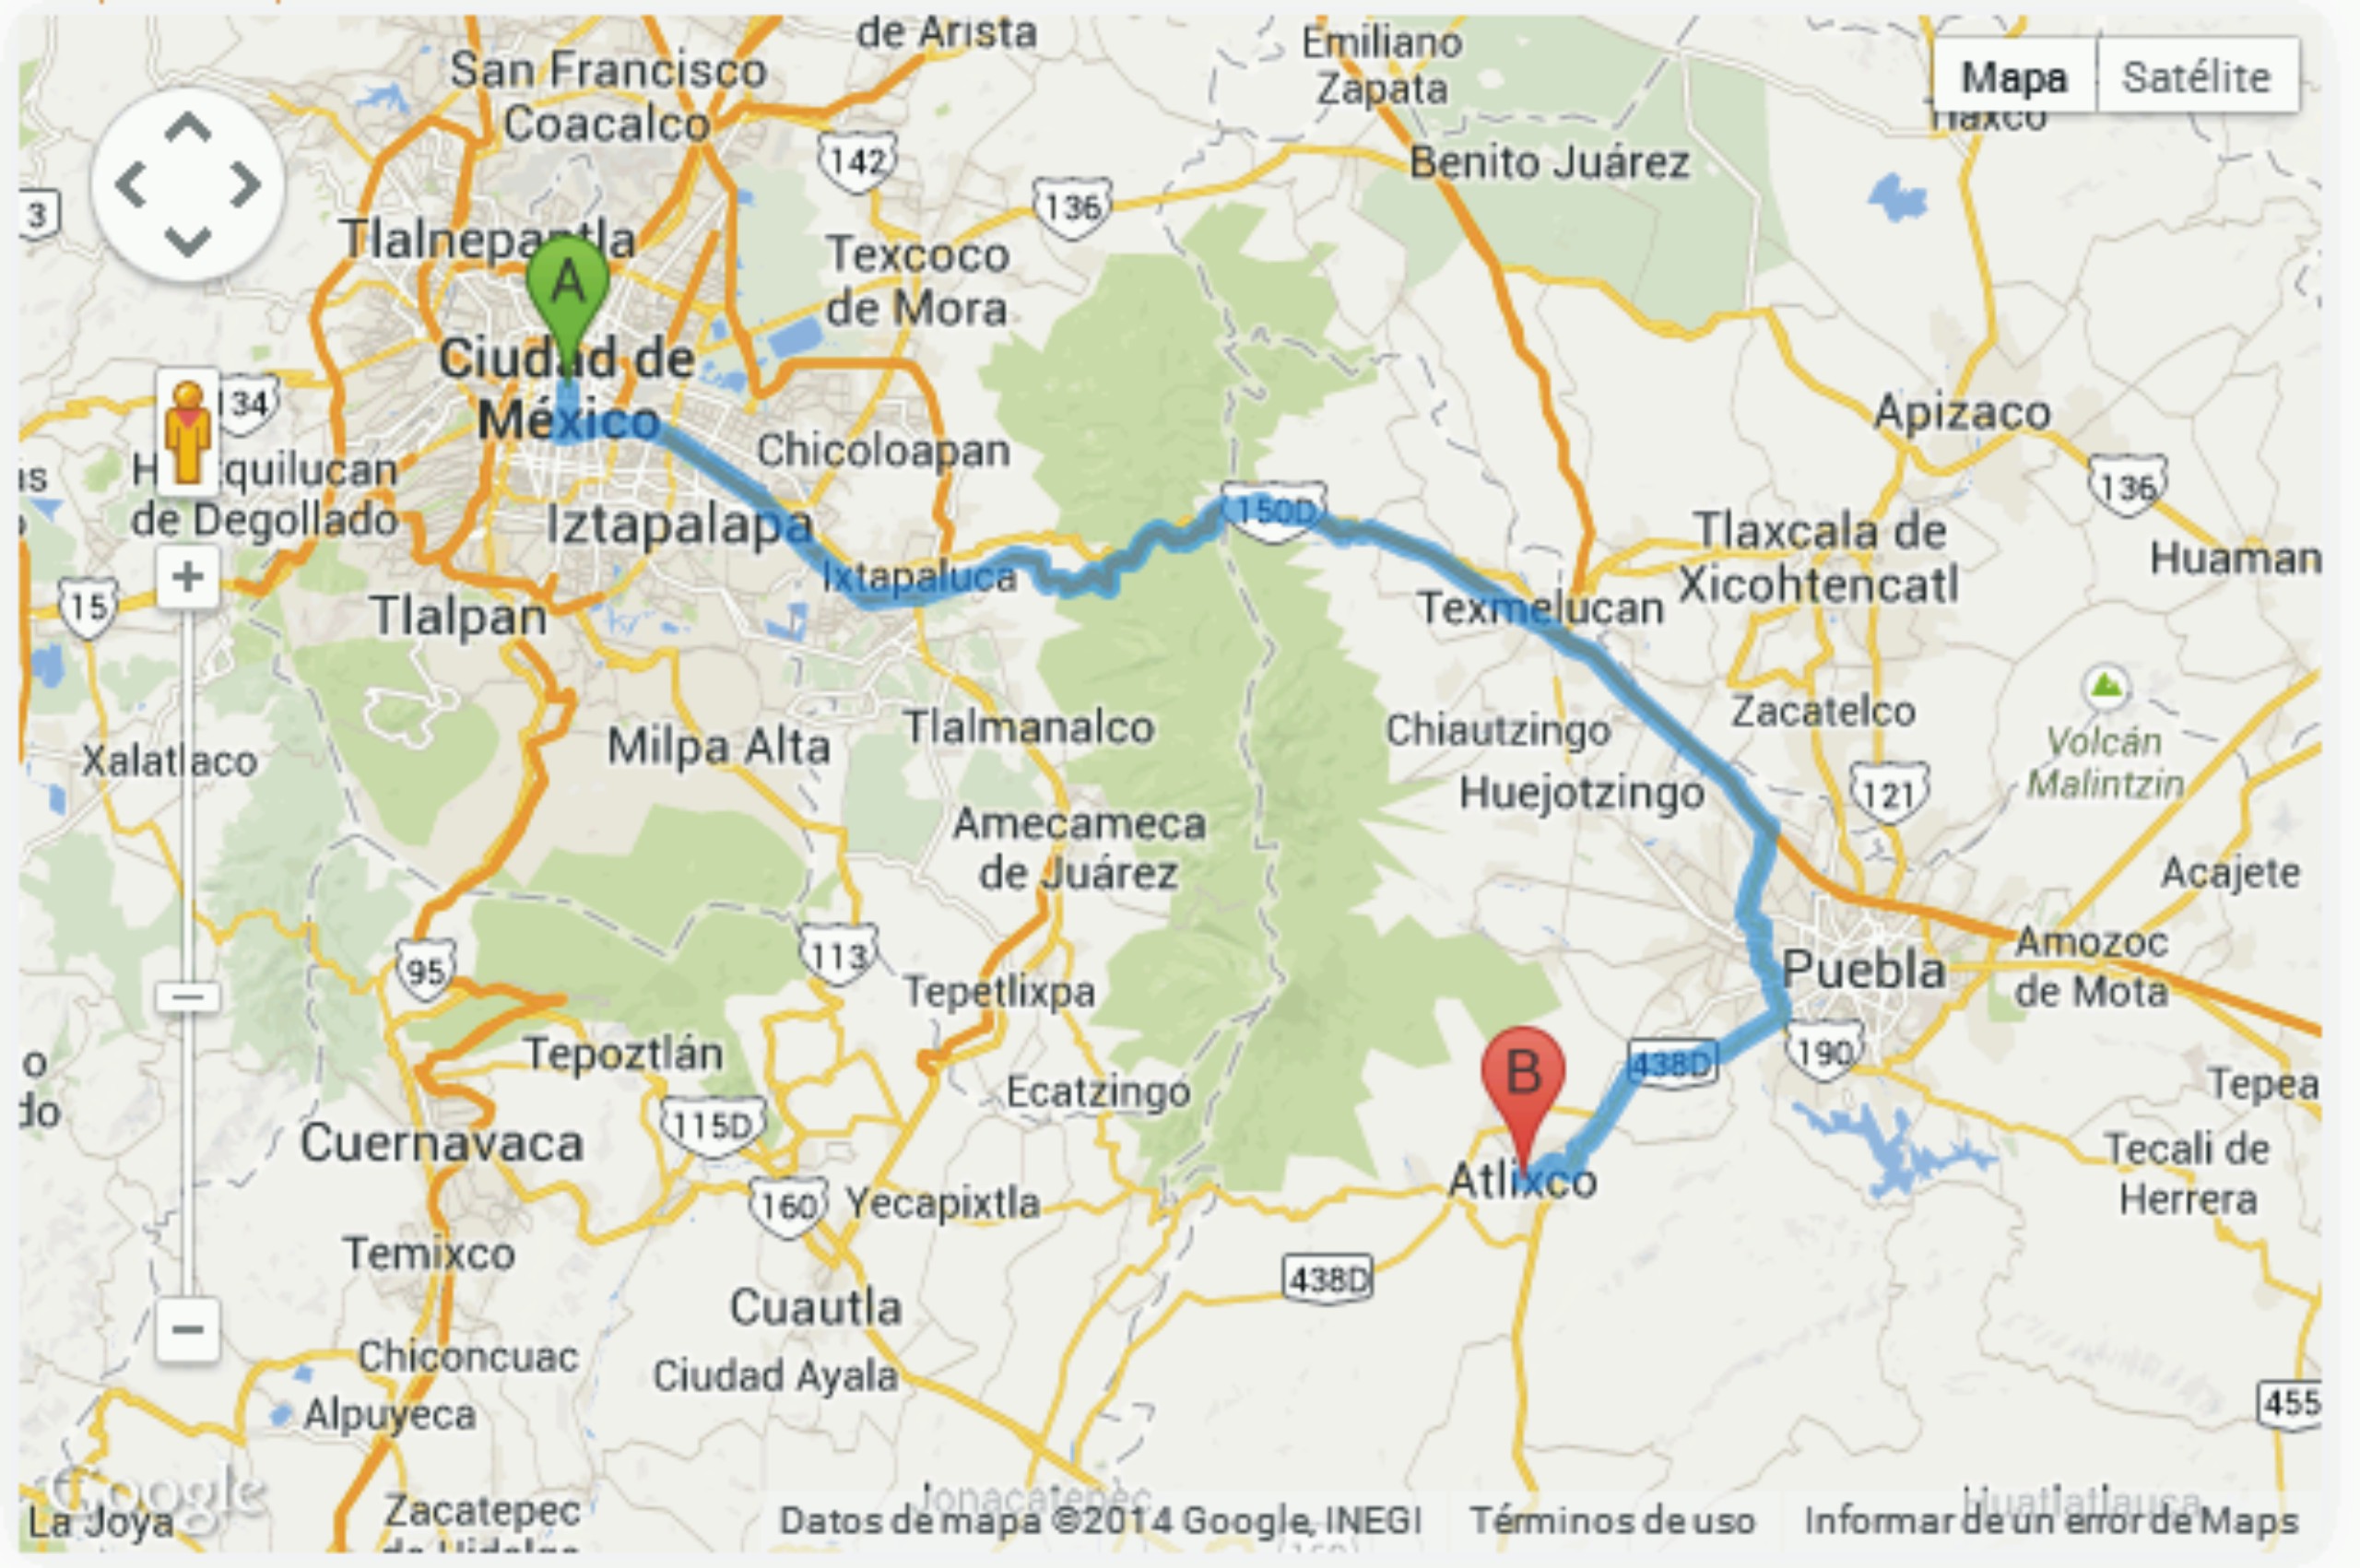 de Arista
Emiliano
Zapata
San Francisco
Coacalco
Mapa
Satélite
Tlaxco
142
Benito Juárez
136
3
Tlalnepantla
A
Texcoco
de Mora
Ciudad de
México
134
Apizaco
Chicoloapan
quilucan
de Degollado
136
150D
Iztapalapa
Tlaxcala de
Xicohtencatl
Huaman
Ixtapaluca
+
15
Tlalpan
Texmelucan
Zacatelco
Tlalmanalco
Chiautzingo
Milpa Alta
Xalatlaco
Volcán
Malintzin
Huejotzingo
121
Amecameca
de Juárez
Acajete
Amozoc
de Mota
113
95
Puebla
Tepetlixpa
Tepoztlán
190
438D
B
Ecatzingo
Tepea
do
115D
Cuernavaca
Tecali de
Herrera
Atlixco
160
Yecapixtla
Temixco
438D
Cuautla
−
Chiconcuac
Ciudad Ayala
455
Alpuyeca
Google
Jonacatepec
Huatlatlauca
La Joya
Zacatepec
de Hidalgo
Datos de mapa ©2014 Google, INEGI
Términos de uso
Informar de un error de Maps